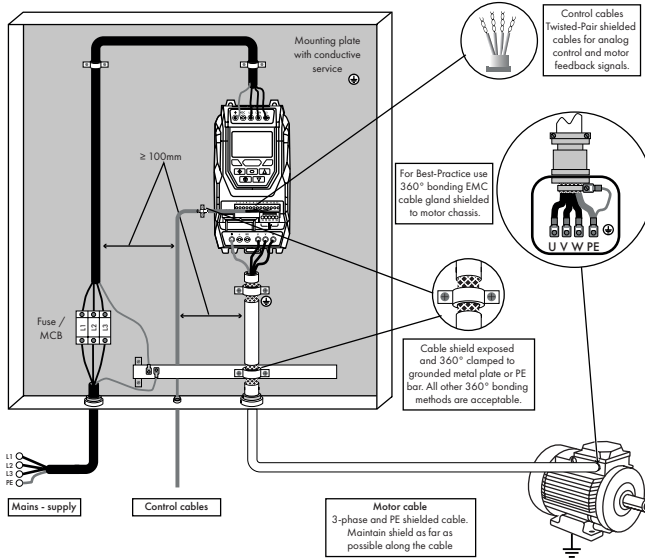 Control cables
Twisted-Pair shielded
cables for analog
control and motor
feedback signals.
Mounting plate
with conductive
service
≥ 100mm
For Best-Practice use
360° bonding EMC
cable gland shielded
to motor chassis.
U V W PE
Fuse /
MCB
L1
L2
L3
Cable shield exposed
and 360° clamped to
grounded metal plate or PE
bar. All other 360° bonding
methods are acceptable.
L1
L2
L3
PE
Mains - supply
Control cables
Motor cable
3-phase and PE shielded cable.
Maintain shield as far as
possible along the cable